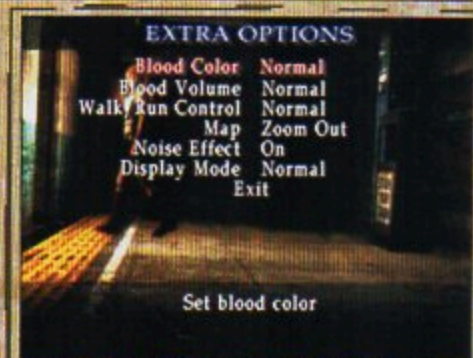 EXTRA OPTIONS
Blood Color Normal
Blood Volume Normal
Walk/Run Control Normal
Map Zoom Out
Noise Effect On
Display Mode Normal
Exit
Set blood color